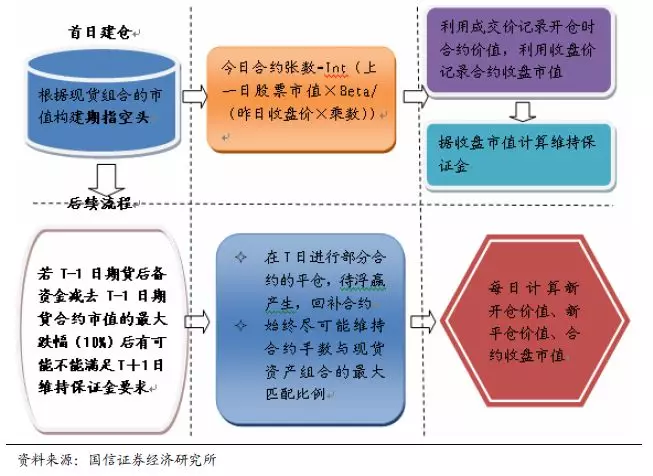 首日建仓
根据现货组合的市
值构建期指空头
今日合约张数=Int（上
一日股票市值×Beta/
（昨日收盘价×乘数））
利用成交价记录开仓时
合约价值，利用收盘价
记录合约收盘市值
据收盘市值计算维持保
证金
后续流程
若 T-1 日期货后备
资金减去 T-1 日期
货合约市值的最大
跌幅（10%）后有可
能不能满足 T+1 日
维持保证金要求
在 T 日进行部分合
约的平仓，待浮赢
产生，回补合约
始终尽可能维持
合约手数与现货
资产组合的最大
匹配比例
每日计算新
开仓价值、新
平仓价值、合
约收盘市值
资料来源：国信证券经济研究所